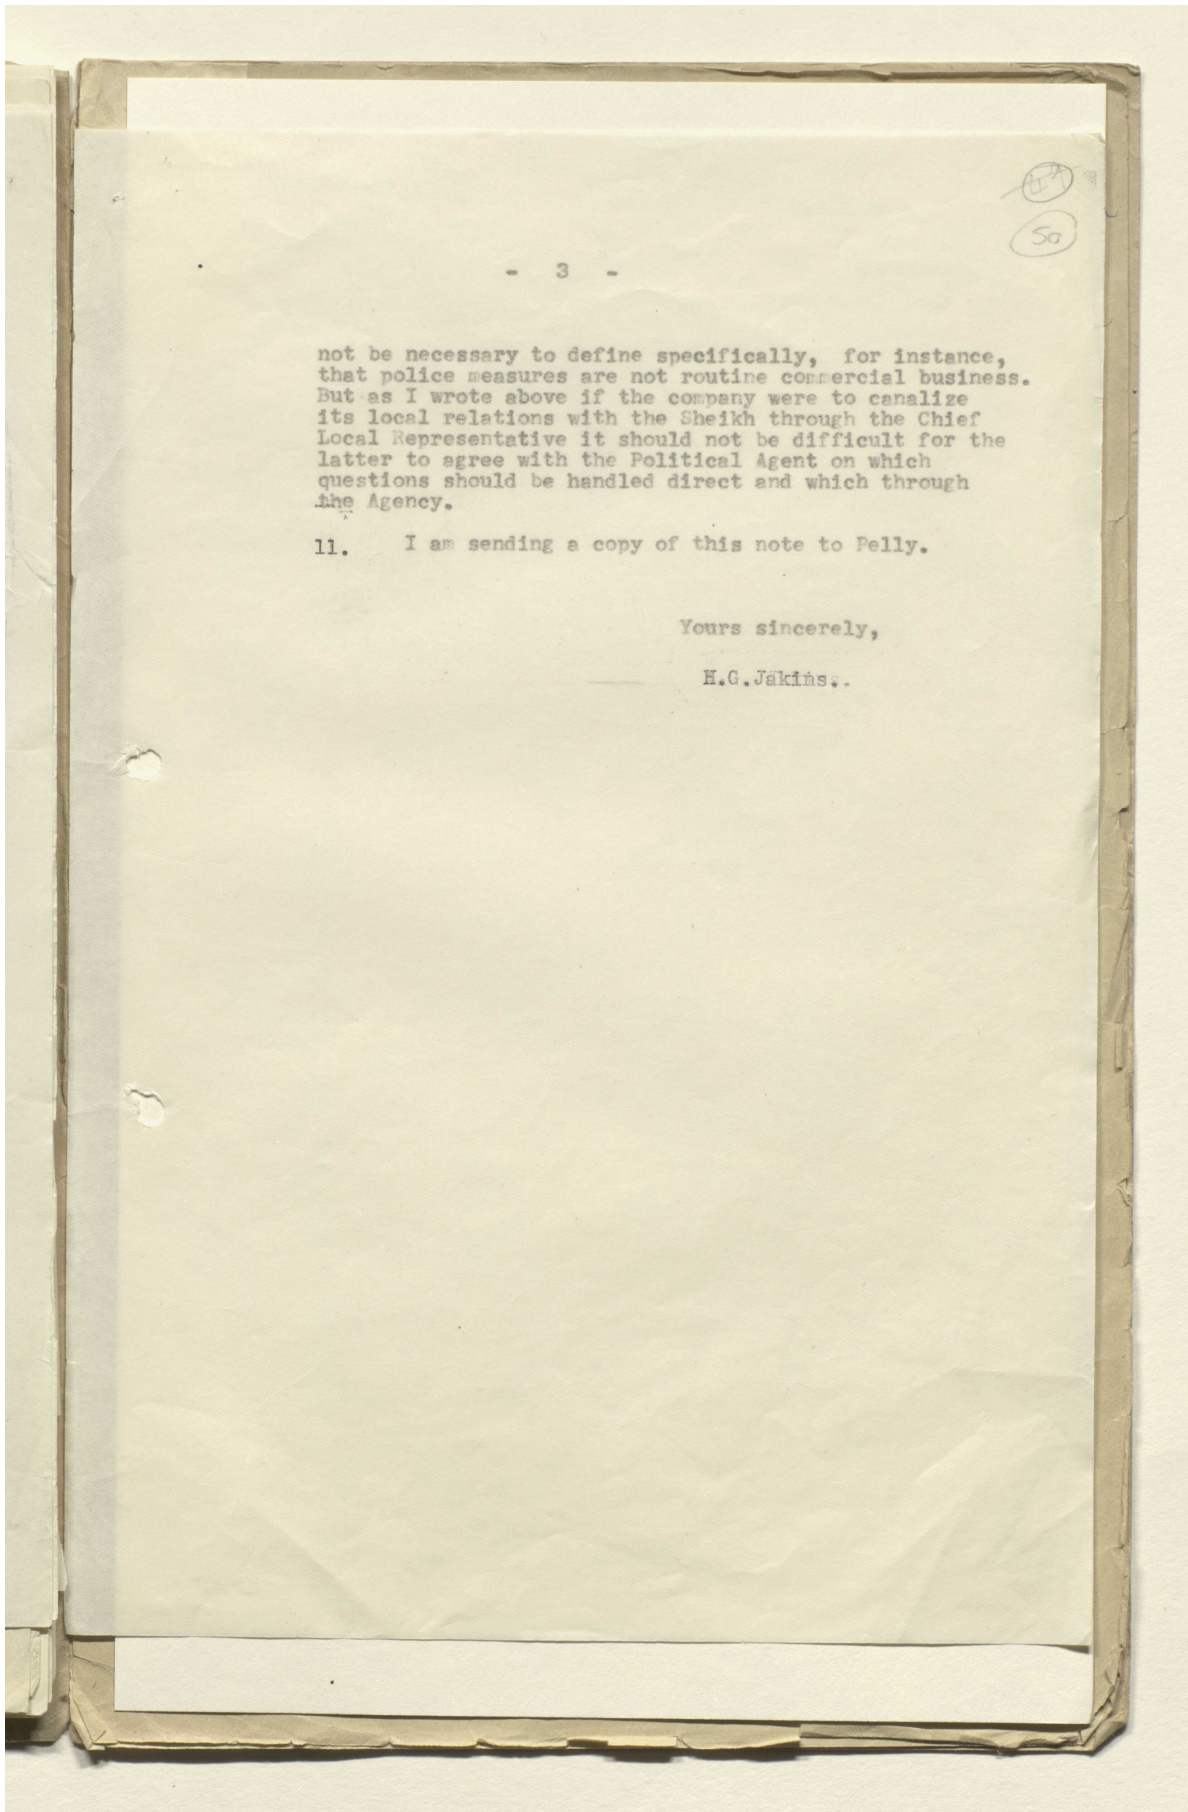 50
- 3 -
not be necessary to define specifically, for instance,
that police measures are not routine commercial business.
But as I wrote above if the company were to canalize
its local relations with the Sheikh through the Chief
Local Representative it should not be difficult for the
latter to agree with the Political Agent on which
questions should be handled direct and which through
the Agency.
11. I am sending a copy of this note to Pelly.
Yours sincerely,
H.G.Jakins.